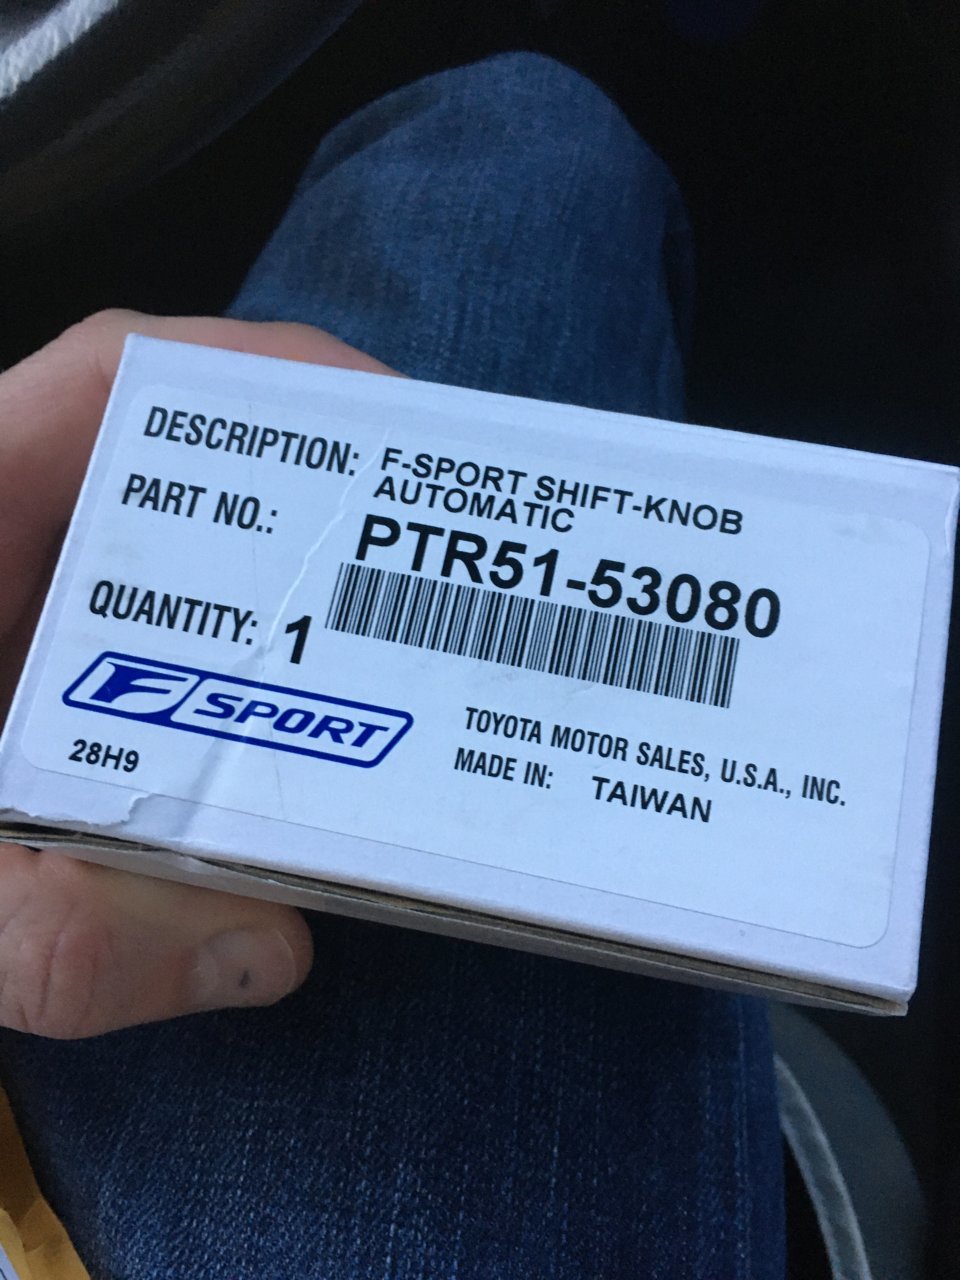 DESCRIPTION: F-SPORT SHIFT-KNOB
AUTOMATIC
PART NO.: PTR51-53080
QUANTITY: 1
F SPORT
28H9
TOYOTA MOTOR SALES, U.S.A., INC.
MADE IN: TAIWAN